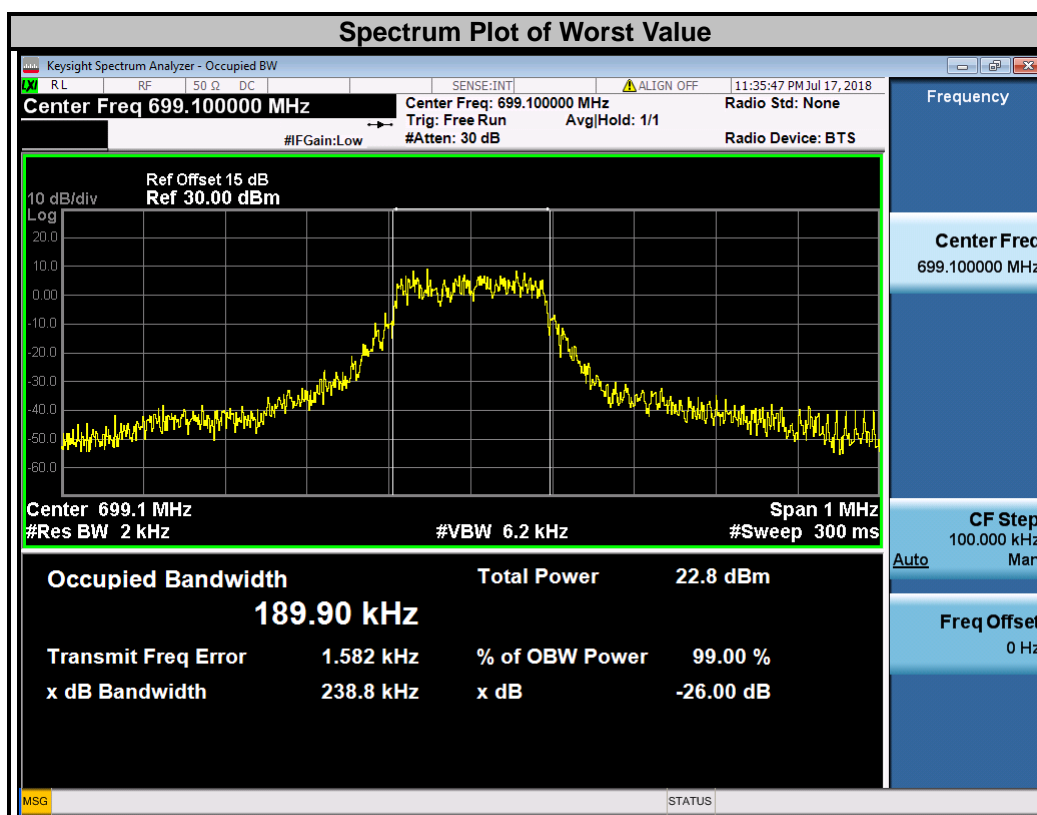 Spectrum Plot of Worst Value
Keysight Spectrum Analyzer - Occupied BW
LXI RL RF 50 Ω DC SENSE:INT ALIGN OFF 11:35:47 PM Jul 17, 2018
Center Freq 699.100000 MHz Center Freq: 699.100000 MHz Radio Std: None
Trig: Free Run Avg|Hold: 1/1
#IFGain:Low #Atten: 30 dB Radio Device: BTS
Frequency
Ref Offset 15 dB
10 dB/div Ref 30.00 dBm
Log
20.0
10.0
0.00
-10.0
-20.0
-30.0
-40.0
-50.0
-60.0
Center 699.1 MHz Span 1 MHz
#Res BW 2 kHz #VBW 6.2 kHz #Sweep 300 ms
Center Freq
699.100000 MHz
CF Step
100.000 kHz
Auto Man
Freq Offset
0 Hz
Occupied Bandwidth Total Power 22.8 dBm
189.90 kHz
Transmit Freq Error 1.582 kHz % of OBW Power 99.00 %
x dB Bandwidth 238.8 kHz x dB -26.00 dB
MSG STATUS